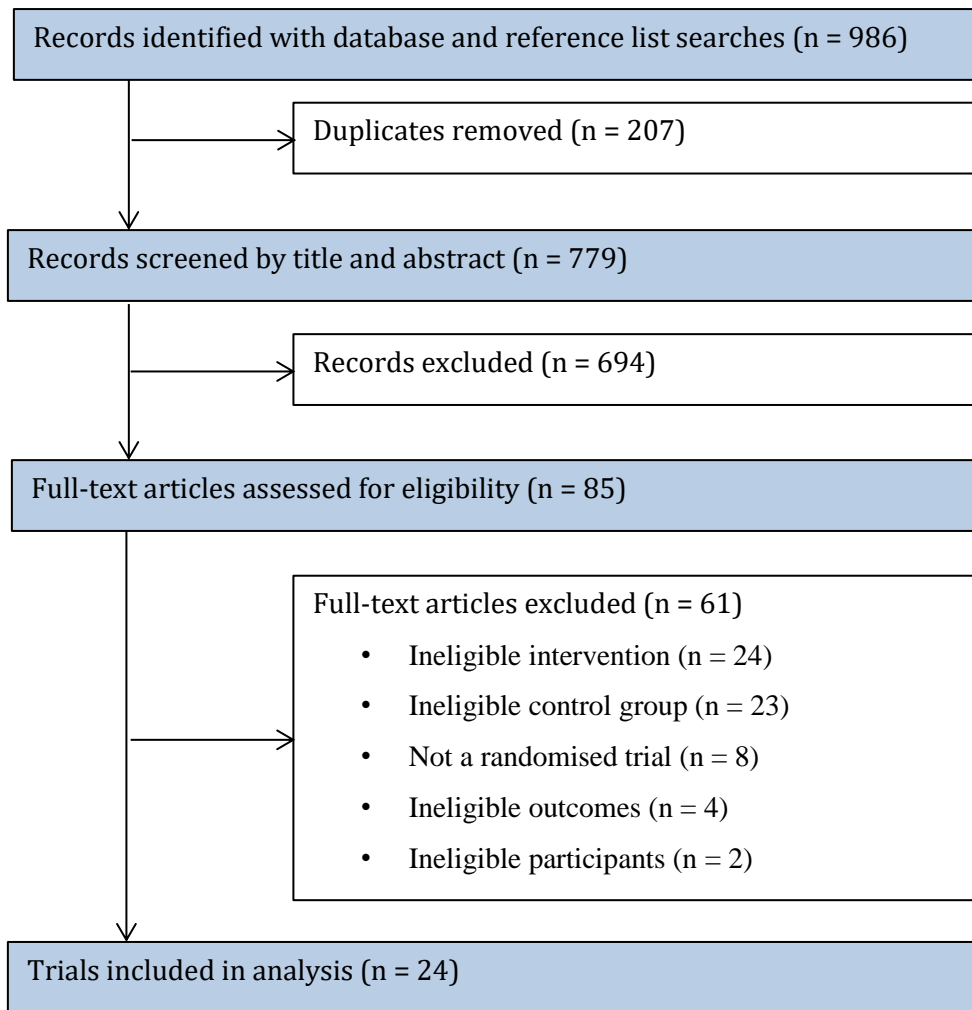 Records identified with database and reference list searches (n = 986)
Duplicates removed (n = 207)
Records screened by title and abstract (n = 779)
Records excluded (n = 694)
Full-text articles assessed for eligibility (n = 85)
Full-text articles excluded (n = 61)
• Ineligible intervention (n = 24)
• Ineligible control group (n = 23)
• Not a randomised trial (n = 8)
• Ineligible outcomes (n = 4)
• Ineligible participants (n = 2)
Trials included in analysis (n = 24)